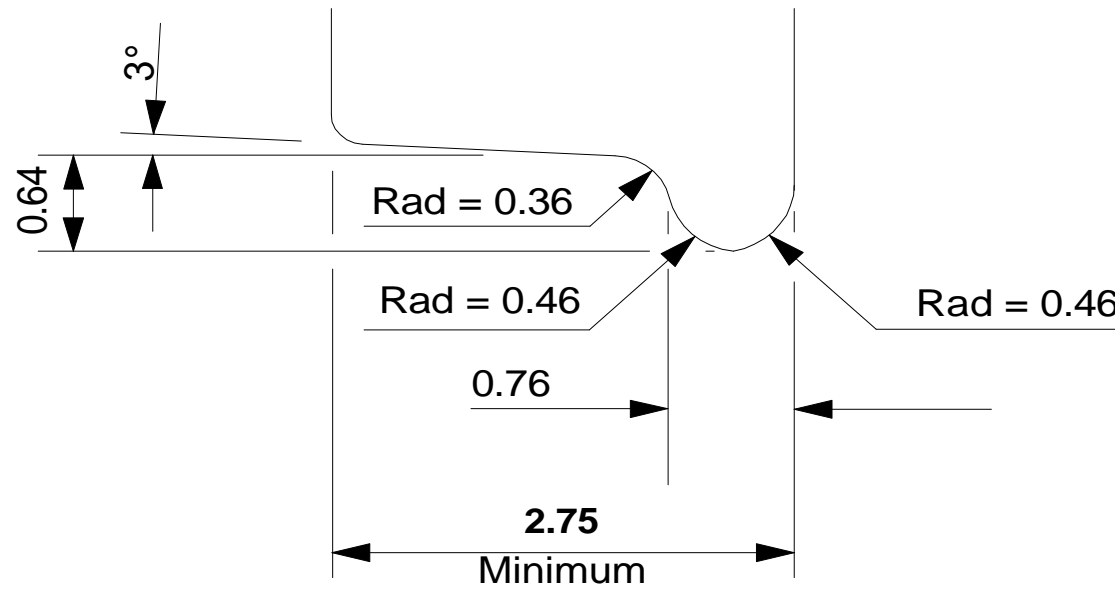 3°
0.64
Rad = 0.36
Rad = 0.46
Rad = 0.46
0.76
2.75
Minimum